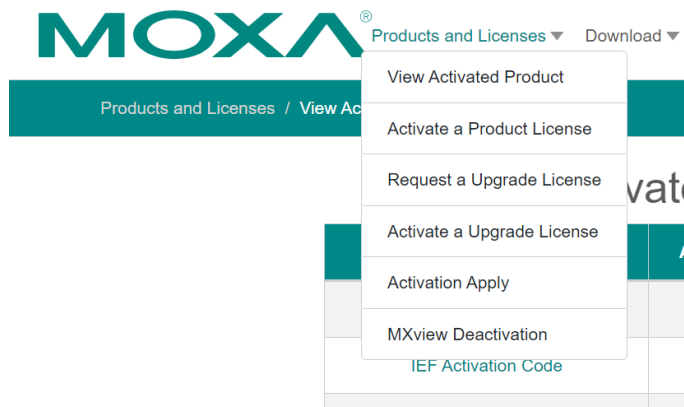 MOXA®
Products and Licenses Download
View Activated Product
Products and Licenses / View Ac
Activate a Product License
Request a Upgrade License
Activate a Upgrade License
Activation Apply
MXview Deactivation
IEF Activation Code